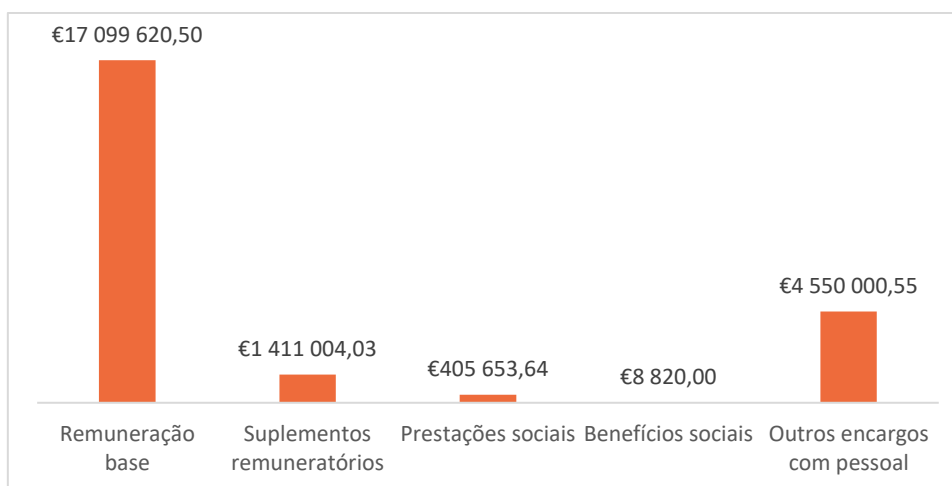 €17 099 620,50
€1 411 004,03
€405 653,64
€8 820,00
€4 550 000,55
Remuneração
base
Suplementos
remuneratórios
Prestações sociais
Benefícios sociais
Outros encargos
com pessoal